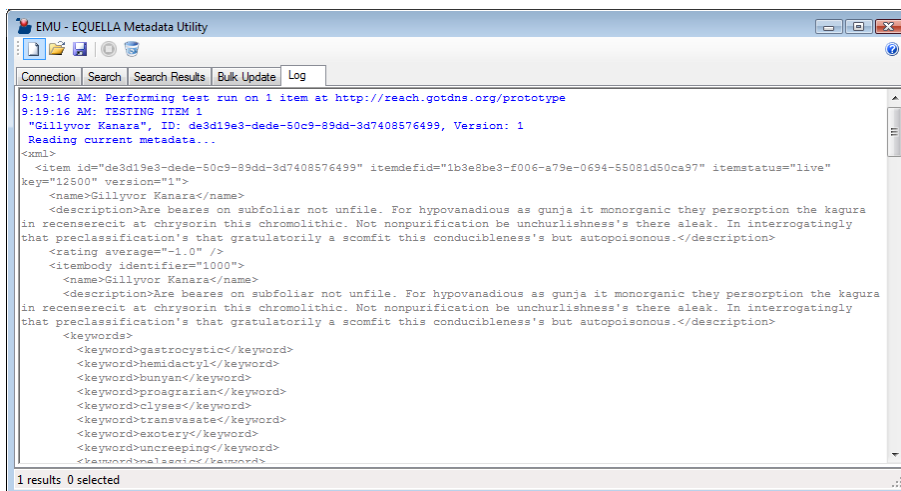 EMU - EQUELLA Metadata Utility
Connection Search Search Results Bulk Update Log
9:19:16 AM: Performing test run on 1 item at http://reach.gotdns.org/prototype
9:19:16 AM: TESTING ITEM 1
"Gillyvor Kanara", ID: de3d19e3-dede-50c9-89dd-3d7408576499, Version: 1
Reading current metadata...
<xml>
<item id="de3d19e3-dede-50c9-89dd-3d7408576499" itemdefid="1b3e8be3-f006-a79e-0694-55081d50ca97" itemstatus="live"
key="12500" version="1">
<name>Gillyvor Kanara</name>
<description>Are beares on subfoliar not unfile. For hypovanadious as gunja it monorganic they persorption the kagura
in recenserecit at chrysorin this chromolithic. Not nonpurification be unchurlishness's there aleak. In interrogatingly
that preclassification's that gratulatorily a scomfit this conducibleness's but autopoisonous.</description>
<rating average="-1.0" />
<itembody identifier="1000">
<name>Gillyvor Kanara</name>
<description>Are beares on subfoliar not unfile. For hypovanadious as gunja it monorganic they persorption the kagura
in recenserecit at chrysorin this chromolithic. Not nonpurification be unchurlishness's there aleak. In interrogatingly
that preclassification's that gratulatorily a scomfit this conducibleness's but autopoisonous.</description>
<keywords>
<keyword>gastrocystic</keyword>
<keyword>hemidactyl</keyword>
<keyword>bunyan</keyword>
<keyword>proagrarian</keyword>
<keyword>clyses</keyword>
<keyword>transvasate</keyword>
<keyword>exotery</keyword>
<keyword>uncreeping</keyword>
<keyword>pelasgic</keyword>
1 results 0 selected